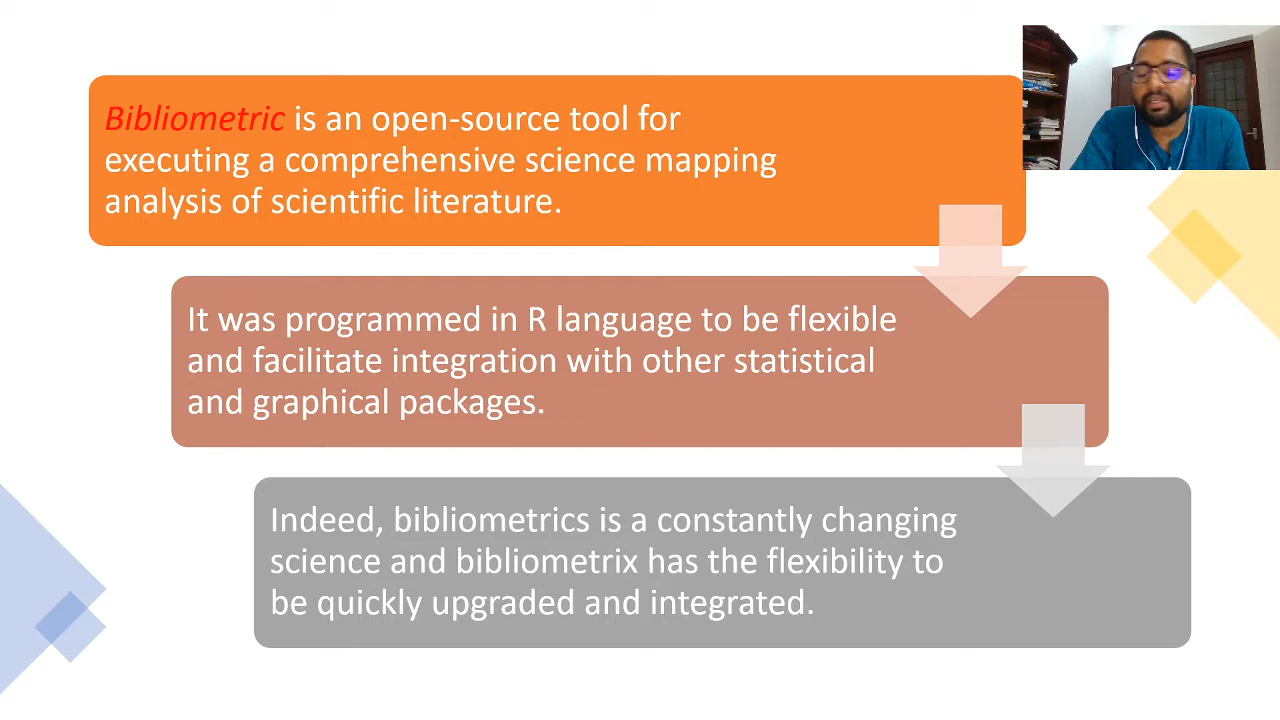 Bibliometric is an open-source tool for
executing a comprehensive science mapping
analysis of scientific literature.
It was programmed in R language to be flexible
and facilitate integration with other statistical
and graphical packages.
Indeed, bibliometrics is a constantly changing
science and bibliometrix has the flexibility to
be quickly upgraded and integrated.